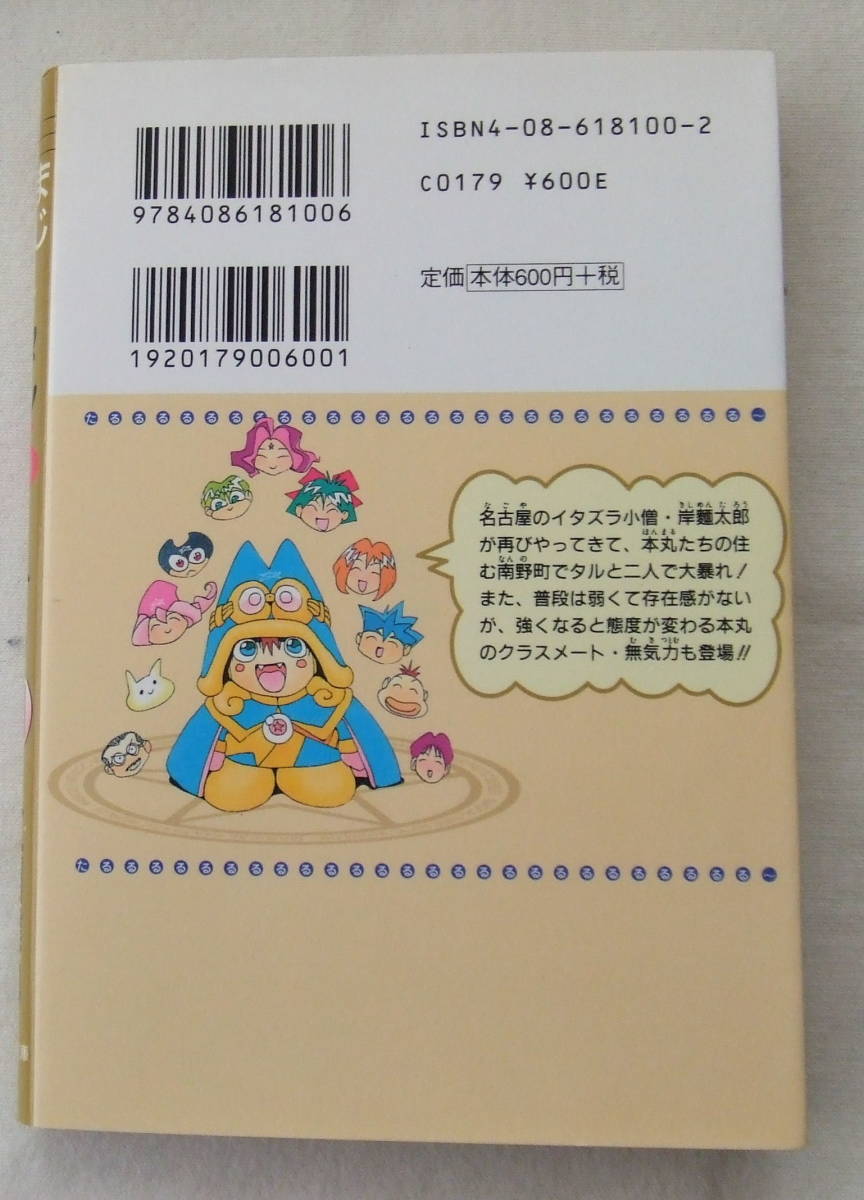 ISBN4-08-618100-2
9784086181006
C0179 ¥600E
定価 本体600円+税
1920179006001
たるるるるるるるるるるるるるるるるるるるるるるるるるる〜
名古屋のイタズラ小僧・岸麵太郎
が再びやってきて、本丸たちの住
む南野町でタルと二人で大暴れ!
また、普段は弱くて存在感がない
が、強くなると態度が変わる本丸
のクラスメート・無気力も登場!!
たるるるるるるるるるるるるるるるるるるるるるるるるるるる〜
まじ